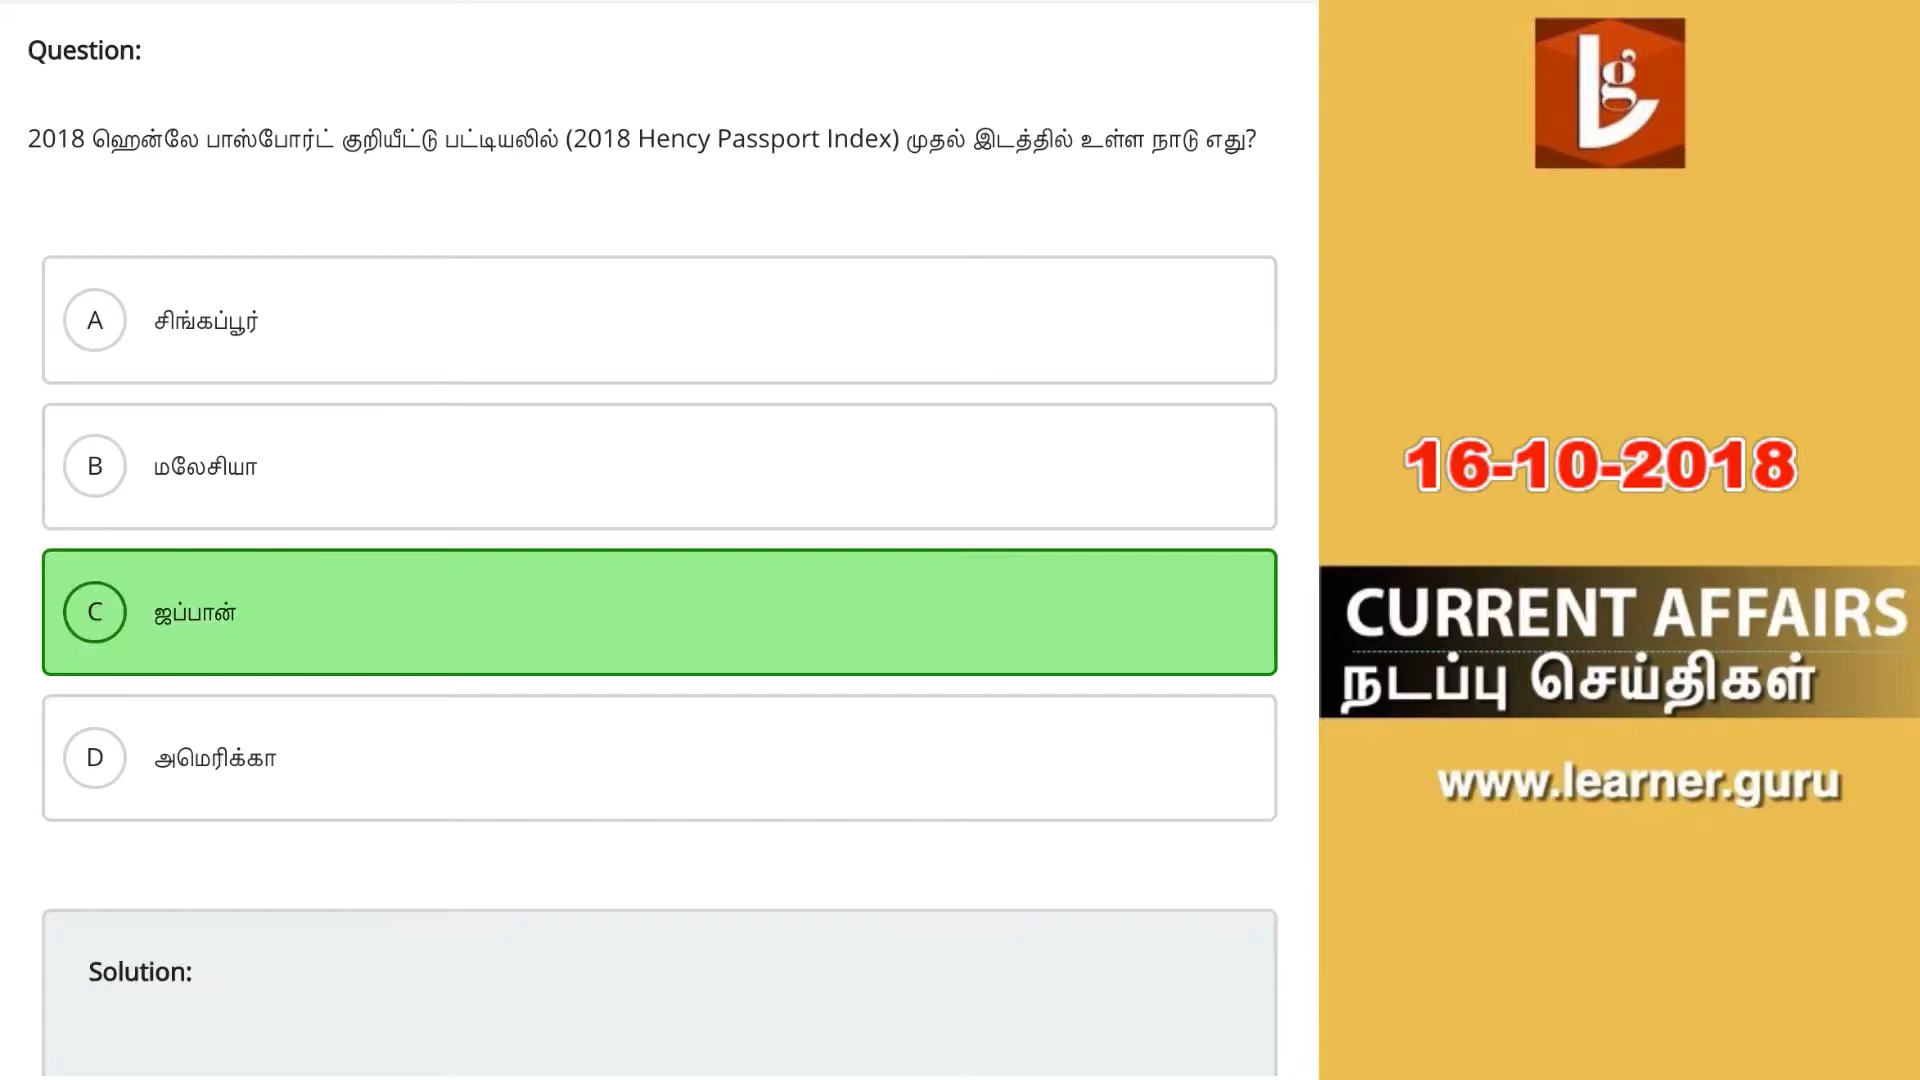 Question:
2018 ஹென்லே பாஸ்போர்ட் குறியீட்டு பட்டியலில் (2018 Hency Passport Index) முதல் இடத்தில் உள்ள நாடு எது?
A சிங்கப்பூர்
B மலேசியா
C ஜப்பான்
D அமெரிக்கா
Solution:
Lg
16-10-2018
CURRENT AFFAIRS
நடப்பு செய்திகள்
www.learner.guru